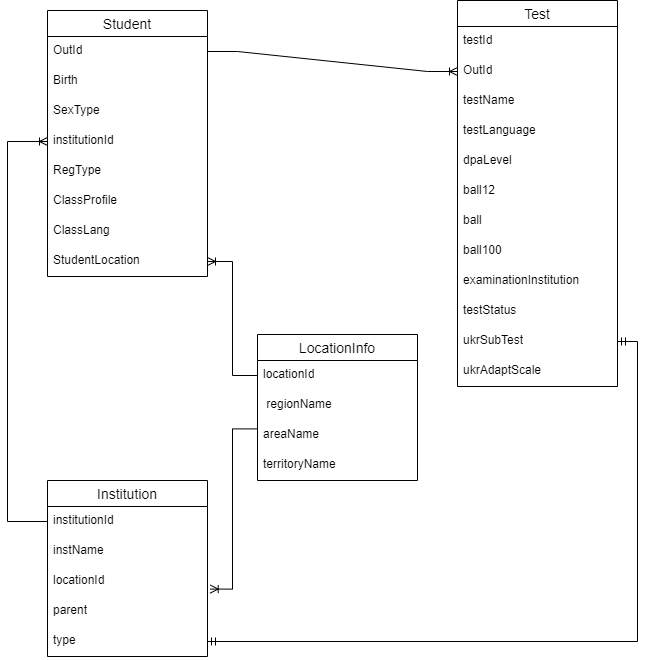 Student
OutId
Birth
SexType
institutionId
RegType
ClassProfile
ClassLang
StudentLocation
Test
testId
OutId
testName
testLanguage
dpaLevel
ball12
ball
ball100
examinationInstitution
testStatus
ukrSubTest
ukrAdaptScale
LocationInfo
locationId
regionName
areaName
territoryName
Institution
institutionId
instName
locationId
parent
type